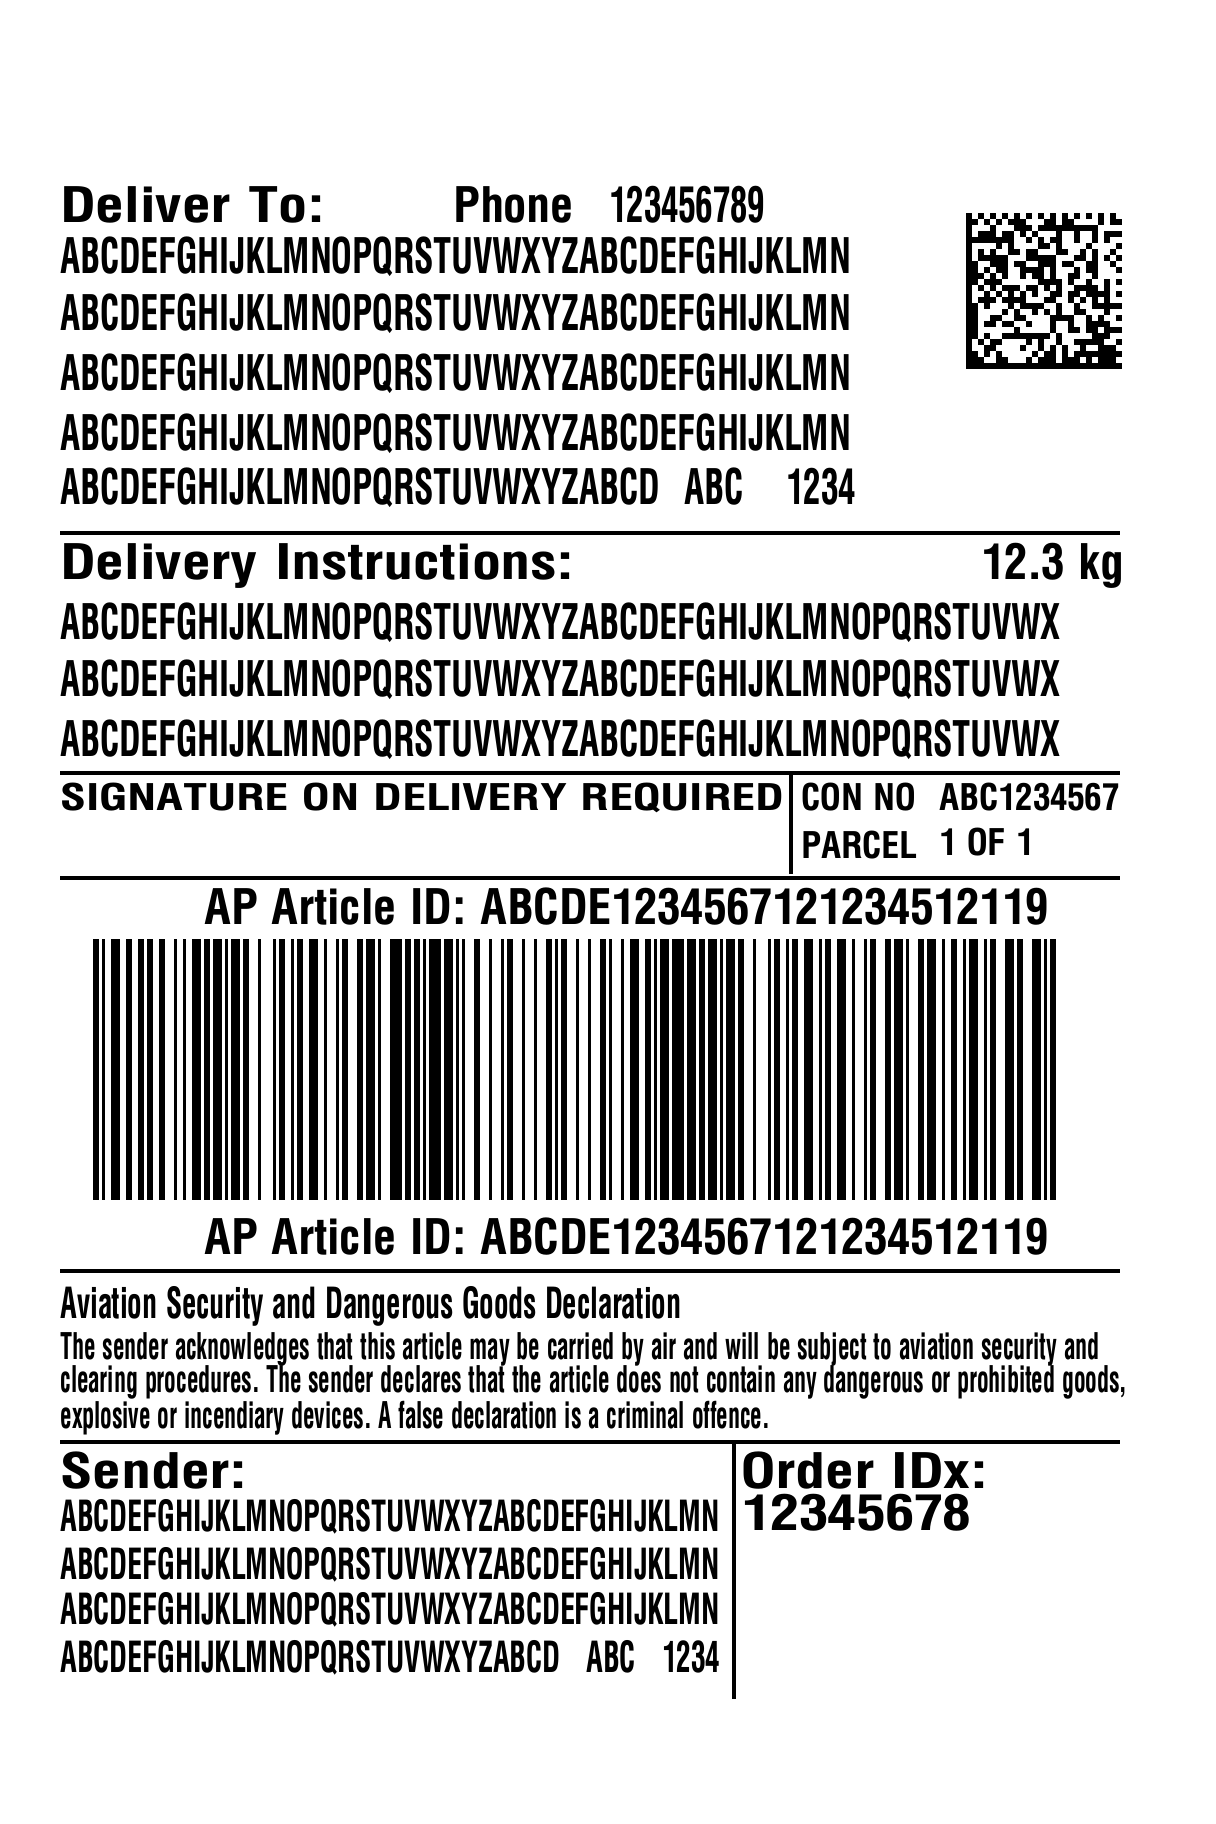 Deliver To: Phone 123456789
ABCDEFGHIJKLMNOPQRSTUVWXYZABCDEFGHIJKLMN
ABCDEFGHIJKLMNOPQRSTUVWXYZABCDEFGHIJKLMN
ABCDEFGHIJKLMNOPQRSTUVWXYZABCDEFGHIJKLMN
ABCDEFGHIJKLMNOPQRSTUVWXYZABCDEFGHIJKLMN
ABCDEFGHIJKLMNOPQRSTUVWXYZABCD ABC 1234
Delivery Instructions: 12.3 kg
ABCDEFGHIJKLMNOPQRSTUVWXYZABCDEFGHIJKLMNOPQRSTUVWX
ABCDEFGHIJKLMNOPQRSTUVWXYZABCDEFGHIJKLMNOPQRSTUVWX
ABCDEFGHIJKLMNOPQRSTUVWXYZABCDEFGHIJKLMNOPQRSTUVWX
SIGNATURE ON DELIVERY REQUIRED
CON NO ABC1234567
PARCEL 1 OF 1
AP Article ID: ABCDE1234567121234512119
AP Article ID: ABCDE1234567121234512119
Aviation Security and Dangerous Goods Declaration
The sender acknowledges that this article may be carried by air and will be subject to aviation security and
clearing procedures. The sender declares that the article does not contain any dangerous or prohibited goods,
explosive or incendiary devices. A false declaration is a criminal offence.
Sender:
ABCDEFGHIJKLMNOPQRSTUVWXYZABCDEFGHIJKLMN
ABCDEFGHIJKLMNOPQRSTUVWXYZABCDEFGHIJKLMN
ABCDEFGHIJKLMNOPQRSTUVWXYZABCDEFGHIJKLMN
ABCDEFGHIJKLMNOPQRSTUVWXYZABCD ABC 1234
Order IDx:
12345678